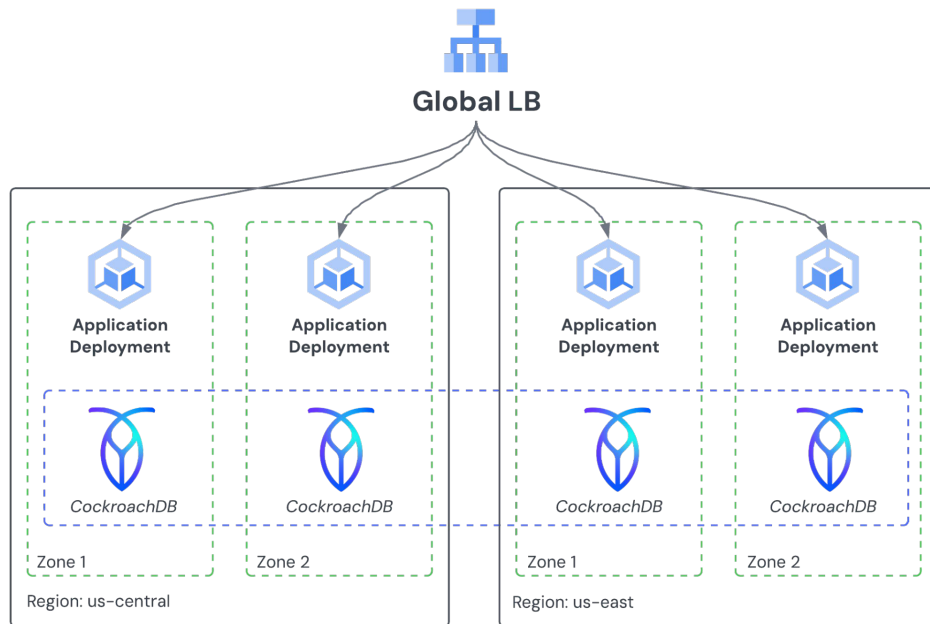 Global LB
Application
Deployment
Application
Deployment
Application
Deployment
Application
Deployment
CockroachDB
CockroachDB
CockroachDB
CockroachDB
Zone 1
Zone 2
Zone 1
Zone 2
Region: us-central
Region: us-east